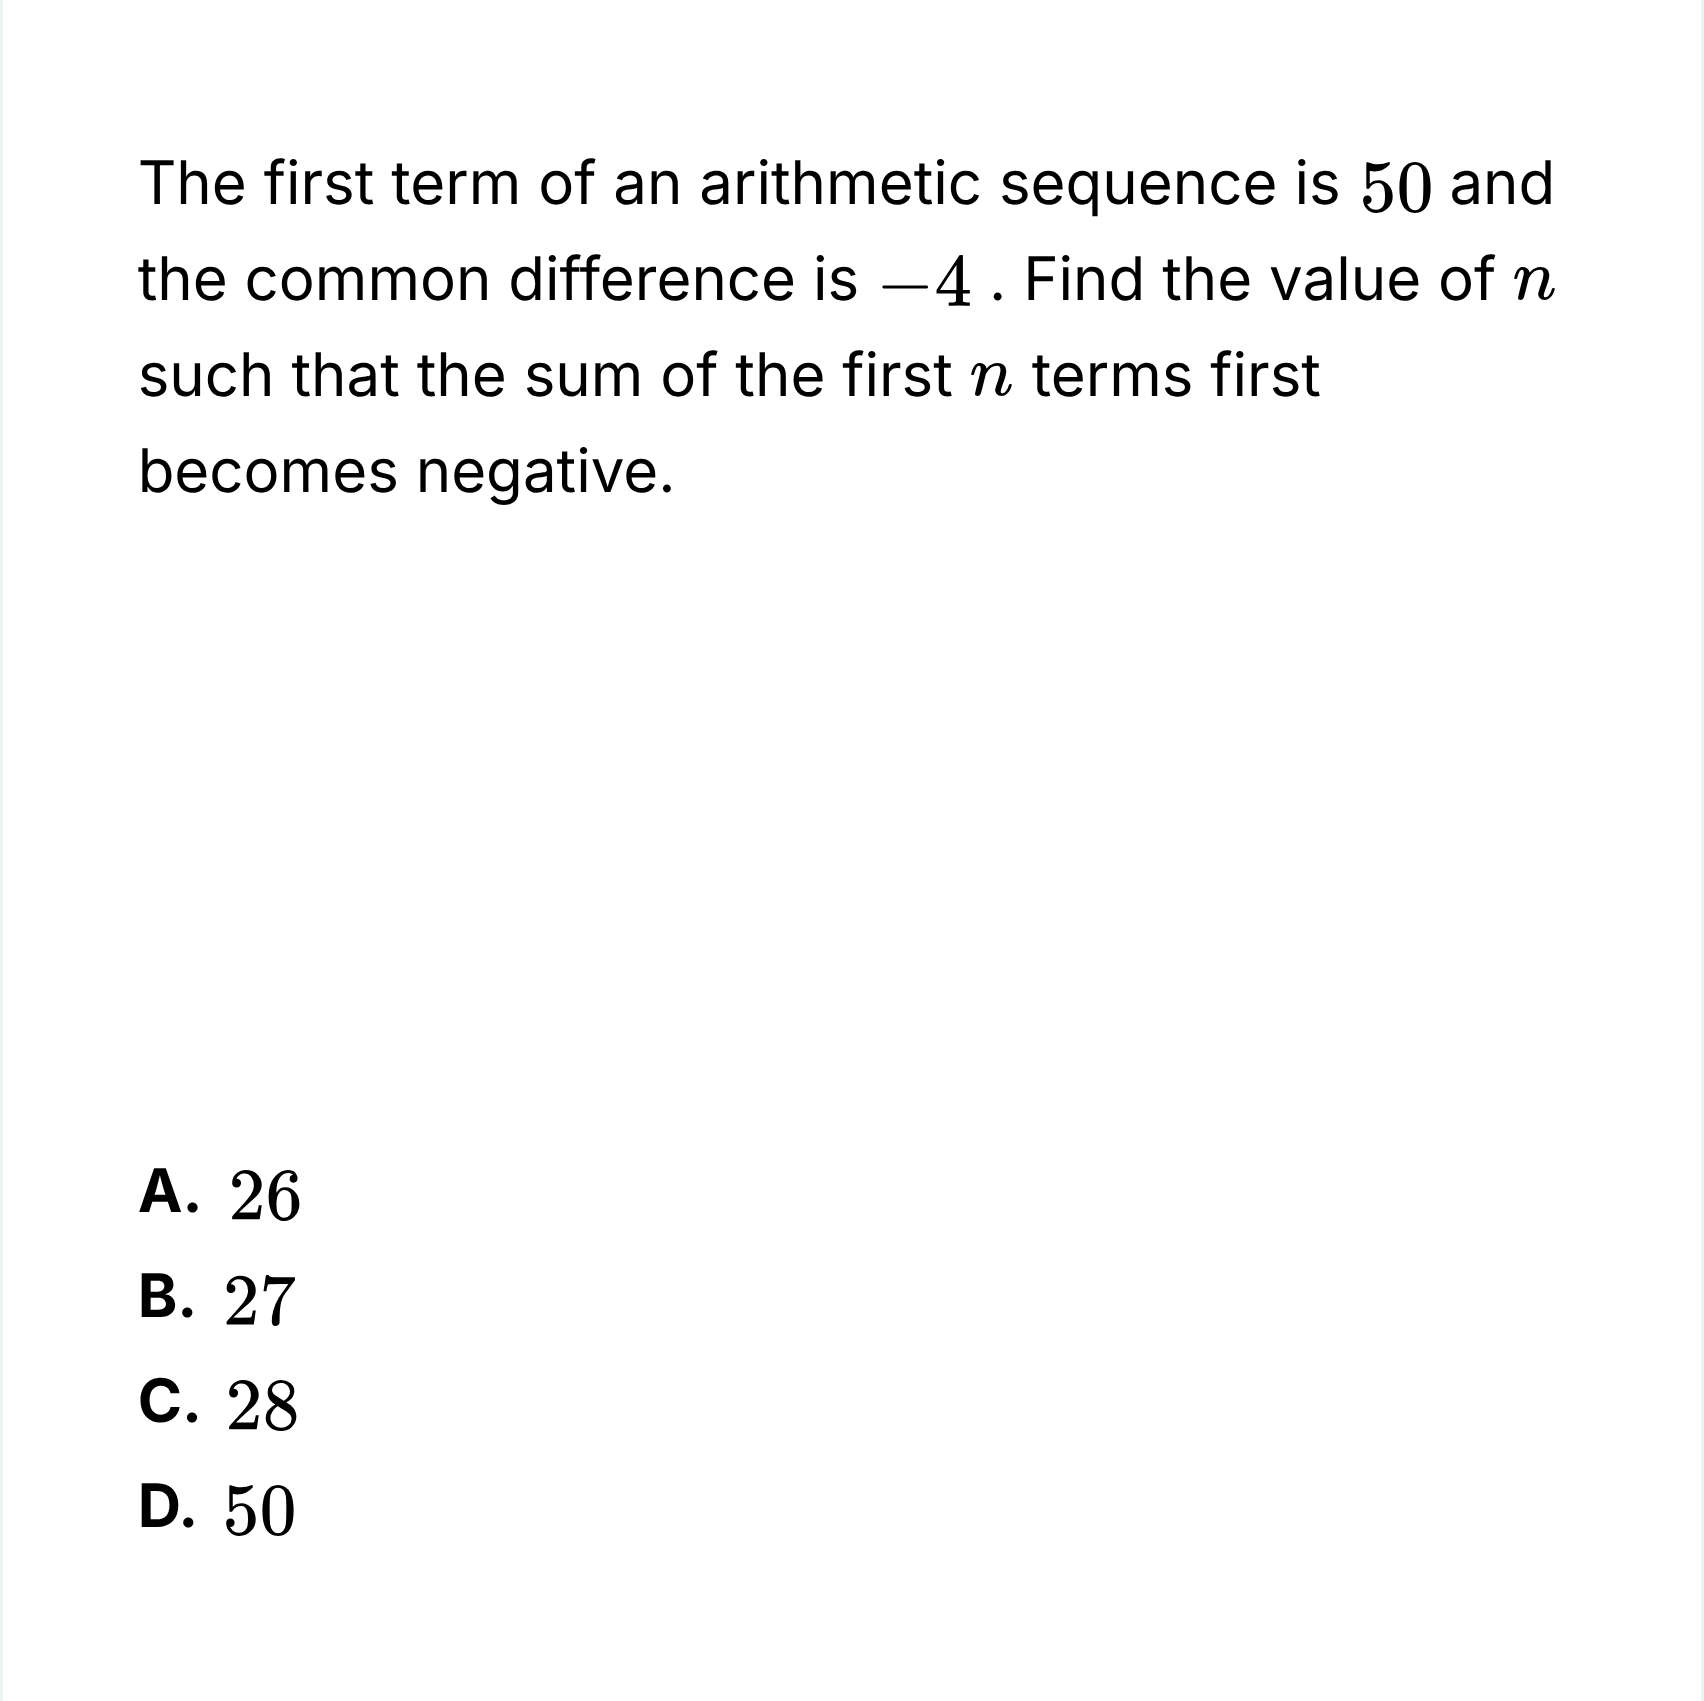 The first term of an arithmetic sequence is 50 and
the common difference is −4 . Find the value of n
such that the sum of the first n terms first
becomes negative.
A. 26
B. 27
C. 28
D. 50